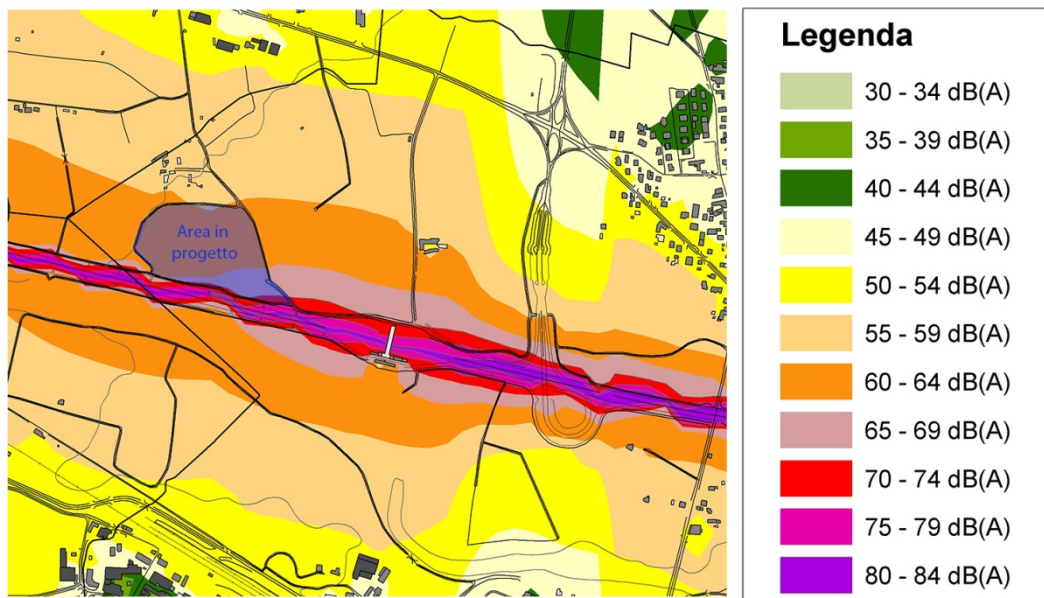 Area in
progetto
Legenda
30 - 34 dB(A)
35 - 39 dB(A)
40 - 44 dB(A)
45 - 49 dB(A)
50 - 54 dB(A)
55 - 59 dB(A)
60 - 64 dB(A)
65 - 69 dB(A)
70 - 74 dB(A)
75 - 79 dB(A)
80 - 84 dB(A)